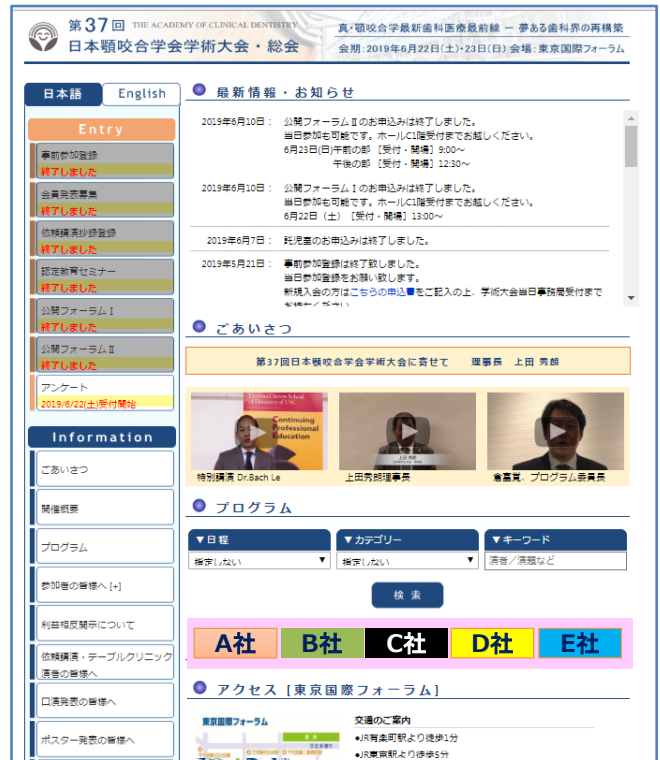 第37回 THE ACADEMY OF CLINICAL DENTISTRY
日本顎咬合学会学術大会・総会
真・顎咬合学最新歯科医療最前線 － 夢ある歯科界の再構築
会期:2019年6月22日(土)・23日(日) 会場:東京国際フォーラム
日本語
English
Entry
事前参加登録
終了しました
会員発表募集
終了しました
依頼講演抄録登録
終了しました
認定教育セミナー
終了しました
公開フォーラムⅠ
終了しました
公開フォーラムⅡ
終了しました
アンケート
2019/6/22(土)受付開始
Information
ごあいさつ
開催概要
プログラム
参加者の皆様へ [+]
利益相反開示について
依頼講演・テーブルクリニック
演者の皆様へ
口演発表の皆様へ
ポスター発表の皆様へ
最新情報・お知らせ
2019年6月10日： 公開フォーラムⅡのお申込みは終了しました。
当日参加も可能です。ホールC1階受付までお越しください。
6月23日(日)午前の部 ［受付・開場］9:00～
午後の部 ［受付・開場］12:30～
2019年6月10日： 公開フォーラムⅠのお申込みは終了しました。
当日参加も可能です。ホールC1階受付までお越しください。
6月22日（土） ［受付・開場］13:00～
2019年6月7日： 託児室のお申込みは終了しました。
2019年5月21日： 事前参加登録は終了致しました。
当日参加登録をお願い致します。
新規入会の方はこちらの申込書をご記入の上、学術大会当日事務局受付まで
お持ちください
ごあいさつ
第37回日本顎咬合学会学術大会に寄せて 理事長 上田 秀朗
Herman Ostrow School
of Dentistry of USC
Continuing
Professional
Education
上田 秀朗
特別講演 Dr.Bach Le
上田秀朗理事長
倉富覚、プログラム委員長
プログラム
▼日程
▼カテゴリー
▼キーワード
指定しない
指定しない
演者／演題など
検 索
A社
B社
C社
D社
E社
アクセス [東京国際フォーラム]
東京国際フォーラム
交通のご案内
●JR有楽町駅より徒歩1分
●JR東京駅より徒歩5分